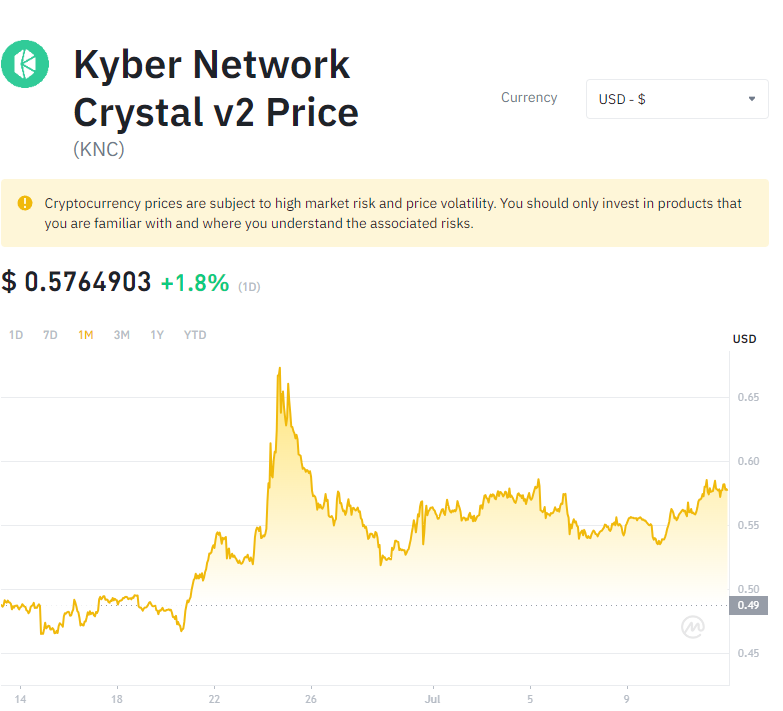 Kyber Network
Crystal v2 Price
(KNC)
Currency
USD - $
Cryptocurrency prices are subject to high market risk and price volatility. You should only invest in products that
you are familiar with and where you understand the associated risks.
$ 0.5764903 +1.8% (1D)
1D 7D 1M 3M 1Y YTD
USD
0.65
0.60
0.55
0.50
0.49
0.45
14 18 22 26 Jul 5 9